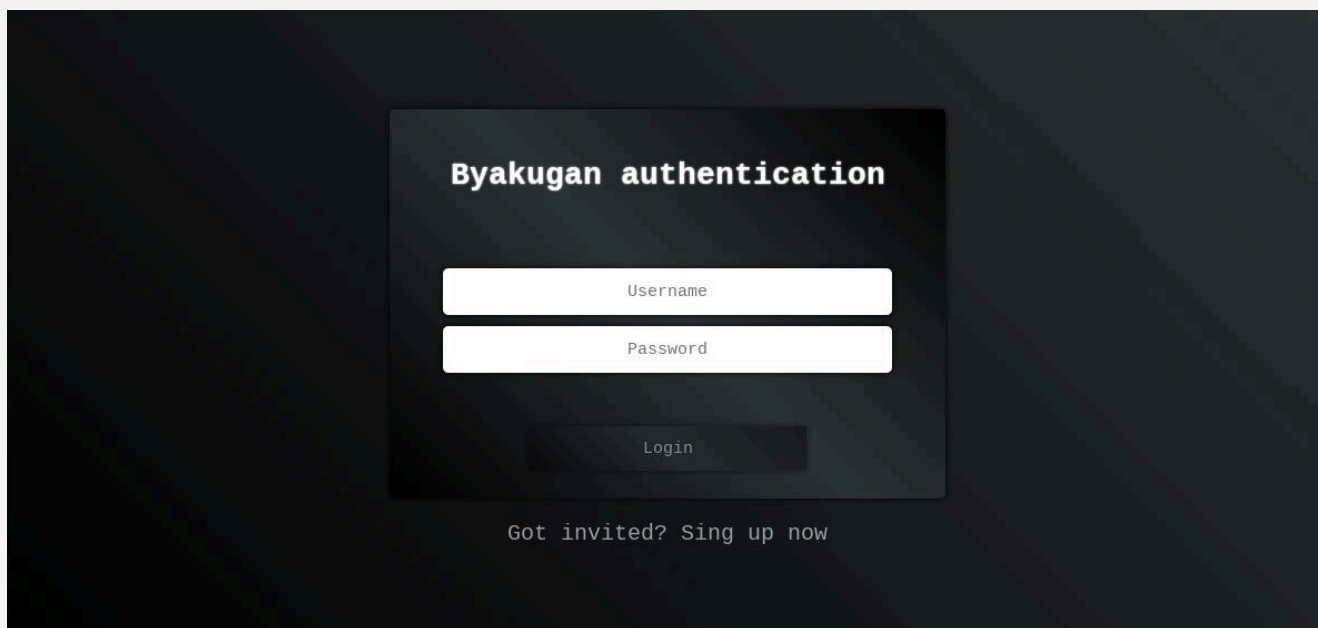 Byakugan authentication
Username
Password
Login
Got invited? Sing up now